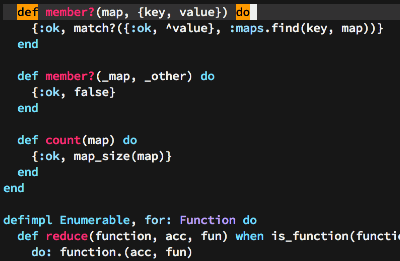 def member?(map, {key, value}) do
{:ok, match?({:ok, ^value}, :maps.find(key, map))}
end
def member?(_map, _other) do
{:ok, false}
end
def count(map) do
{:ok, map_size(map)}
end
end
defimpl Enumerable, for: Function do
def reduce(function, acc, fun) when is_function(functi
do: function.(acc, fun)